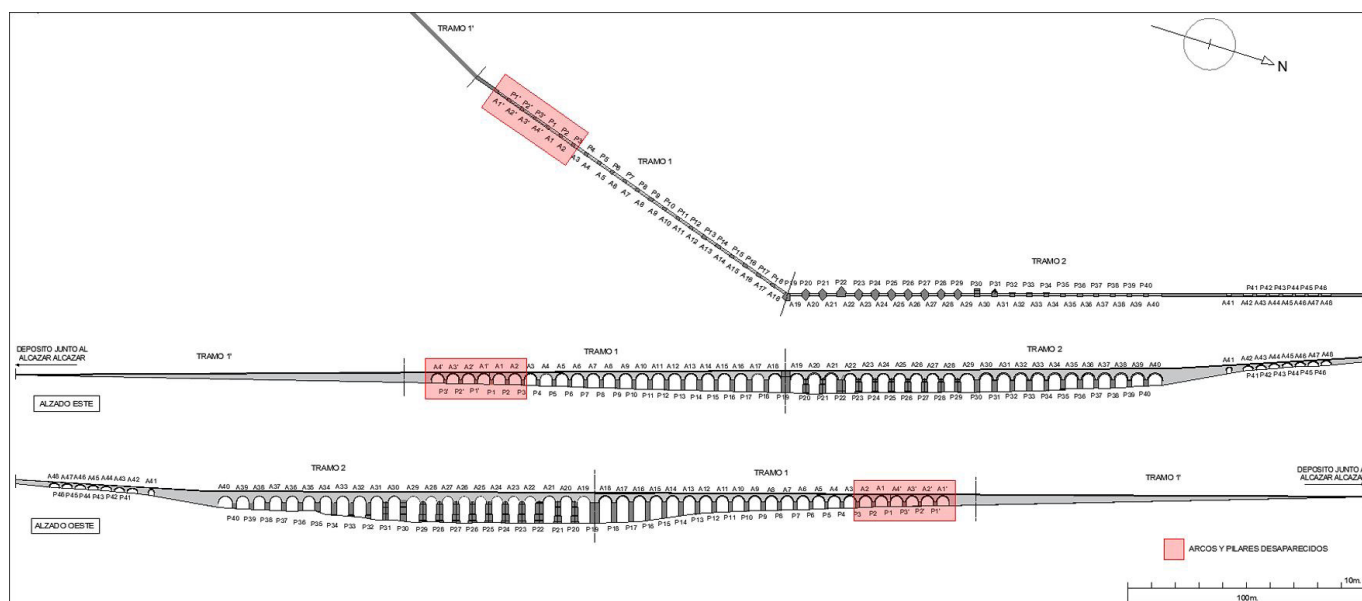 TRAMO 1'
N
P1' P2' P3' P1 P2 P3 P4 P5 P6 P7 P8 P9 P10 P11 P12 P13 P14 P15 P16 P17 P18
A1' A2' A3' A4' A1 A2 A3 A4 A5 A6 A7 A8 A9 A10 A11 A12 A13 A14 A15 A16 A17 A18
TRAMO 1
TRAMO 2
P19 P20 P21 P22 P23 P24 P25 P26 P27 P28 P29 P30 P31 P32 P33 P34 P35 P36 P37 P38 P39 P40 P41 P42 P43 P44 P45 P46
A19 A20 A21 A22 A23 A24 A25 A26 A27 A28 A29 A30 A31 A32 A33 A34 A35 A36 A37 A38 A39 A40 A41 A42 A43 A44 A45 A46 A47 A48
DEPOSITO JUNTO AL
ALCAZAR ALCAZAR
TRAMO 1' TRAMO 1 TRAMO 2
A4' A3' A2' A1' A1 A2 A3 A4 A5 A6 A7 A8 A9 A10 A11 A12 A13 A14 A15 A16 A17 A18 A19 A20 A21 A22 A23 A24 A25 A26 A27 A28 A29 A30 A31 A32 A33 A34 A35 A36 A37 A38 A39 A40 A41 A42 A43 A44 A45 A46 A47 A48
P3' P2' P1' P1 P2 P3 P4 P5 P6 P7 P8 P9 P10 P11 P12 P13 P14 P15 P16 P17 P18 P19 P20 P21 P22 P23 P24 P25 P26 P27 P28 P29 P30 P31 P32 P33 P34 P35 P36 P37 P38 P39 P40 P41 P42 P43 P44 P45 P46
ALZADO ESTE
TRAMO 2 TRAMO 1 TRAMO 1'
DEPOSITO JUNTO A
ALCAZAR ALCAZA
A48 A47 A46 A45 A44 A43 A42 A41 A40 A39 A38 A37 A36 A35 A34 A33 A32 A31 A30 A29 A28 A27 A26 A25 A24 A23 A22 A21 A20 A19 A18 A17 A16 A15 A14 A13 A12 A11 A10 A9 A8 A7 A6 A5 A4 A3 A2 A1 A4' A3' A2' A1'
P46 P45 P44 P43 P42 P41 P40 P39 P38 P37 P36 P35 P34 P33 P32 P31 P30 P29 P28 P27 P26 P25 P24 P23 P22 P21 P20 P19 P18 P17 P16 P15 P14 P13 P12 P11 P10 P9 P8 P7 P6 P5 P4 P3 P2 P1 P3' P2' P1'
ALZADO OESTE
ARCOS Y PILARES DESAPARECIDOS
10m.
100m.